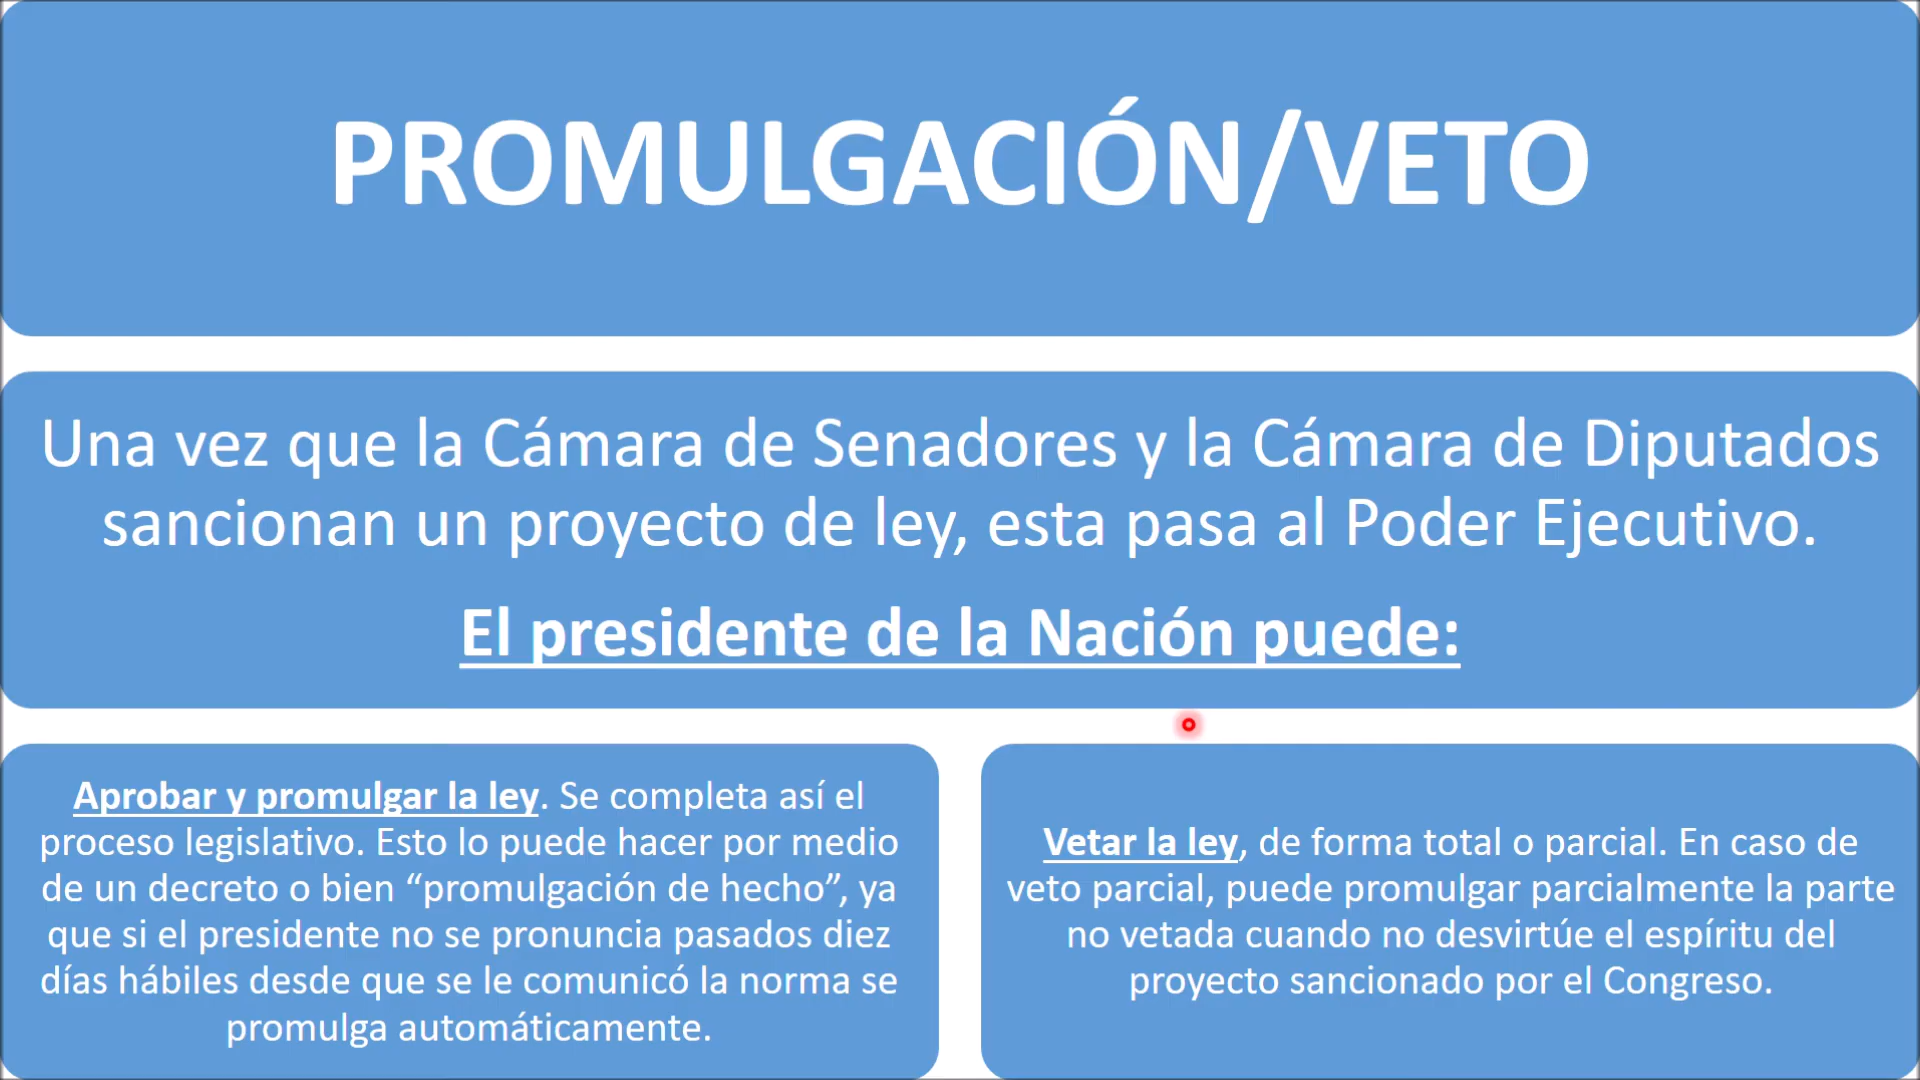 PROMULGACIÓN/VETO
Una vez que la Cámara de Senadores y la Cámara de Diputados
sancionan un proyecto de ley, esta pasa al Poder Ejecutivo.
El presidente de la Nación puede:
Aprobar y promulgar la ley. Se completa así el
proceso legislativo. Esto lo puede hacer por medio
de un decreto o bien “promulgación de hecho”, ya
que si el presidente no se pronuncia pasados diez
días hábiles desde que se le comunicó la norma se
promulga automáticamente.
Vetar la ley, de forma total o parcial. En caso de
veto parcial, puede promulgar parcialmente la parte
no vetada cuando no desvirtúe el espíritu del
proyecto sancionado por el Congreso.